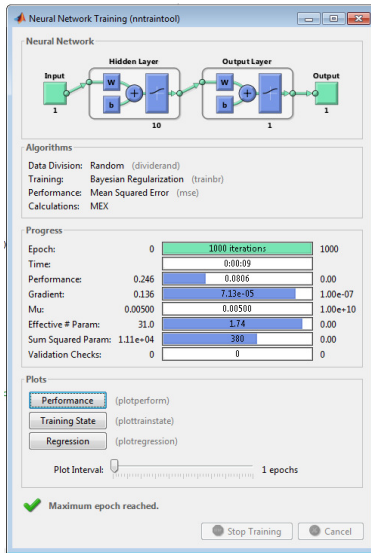 Neural Network Training (nntraintool)
Neural Network
Hidden Layer
Output Layer
Input
W
b
+
W
b
+
Output
1
10
1
1
Algorithms
Data Division: Random (dividerand)
Training: Bayesian Regularization (trainbr)
Performance: Mean Squared Error (mse)
Calculations: MEX
Progress
Epoch: 0 1000 iterations 1000
Time: 0:00:09
Performance: 0.246 0.0806 0.00
Gradient: 0.136 7.13e-05 1.00e-07
Mu: 0.00500 0.00500 1.00e+10
Effective # Param: 31.0 1.74 0.00
Sum Squared Param: 1.11e+04 380 0.00
Validation Checks: 0 0 0
Plots
Performance (plotperform)
Training State (plottrainstate)
Regression (plotregression)
Plot Interval: 1 epochs
Maximum epoch reached.
Stop Training Cancel